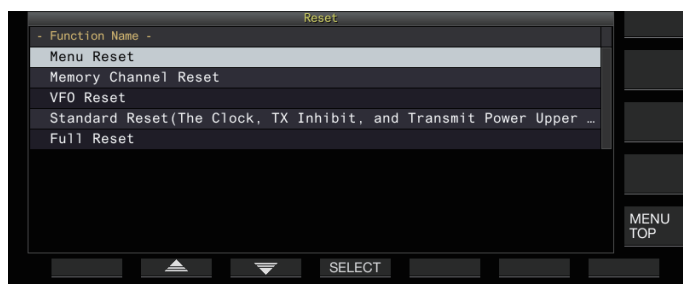 Reset
- Function Name -
Menu Reset
Memory Channel Reset
VFO Reset
Standard Reset(The Clock, TX Inhibit, and Transmit Power Upper …
Full Reset
MENU
TOP
SELECT